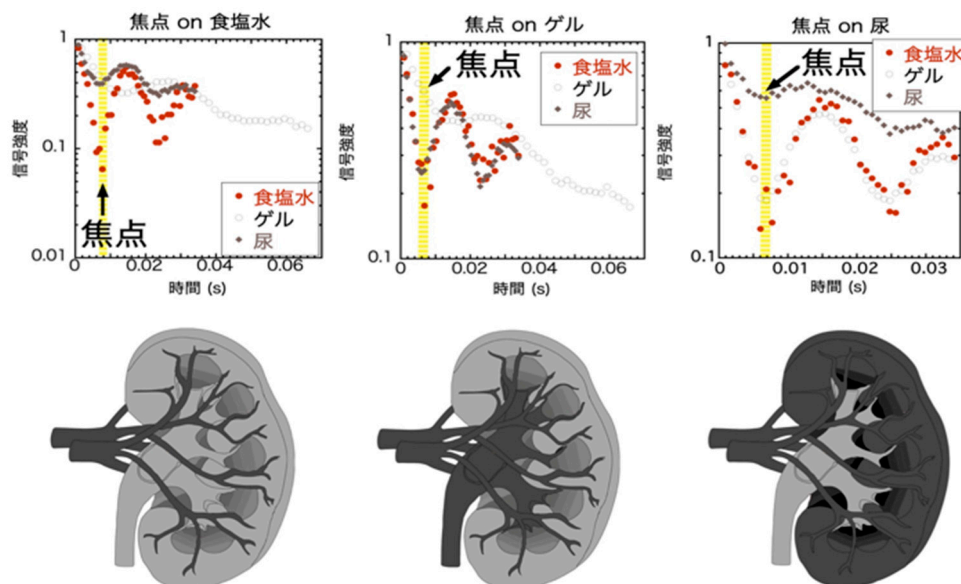 焦点 on 食塩水
1
0.1
0.01
信号強度
焦点
食塩水
ゲル
尿
0 0.02 0.04 0.06
時間 (s)
焦点 on ゲル
1
0.1
信号強度
焦点
食塩水
ゲル
尿
0 0.02 0.04 0.06
時間 (s)
焦点 on 尿
1
0.1
信号強度
焦点
食塩水
ゲル
尿
0 0.01 0.02 0.03
時間 (s)